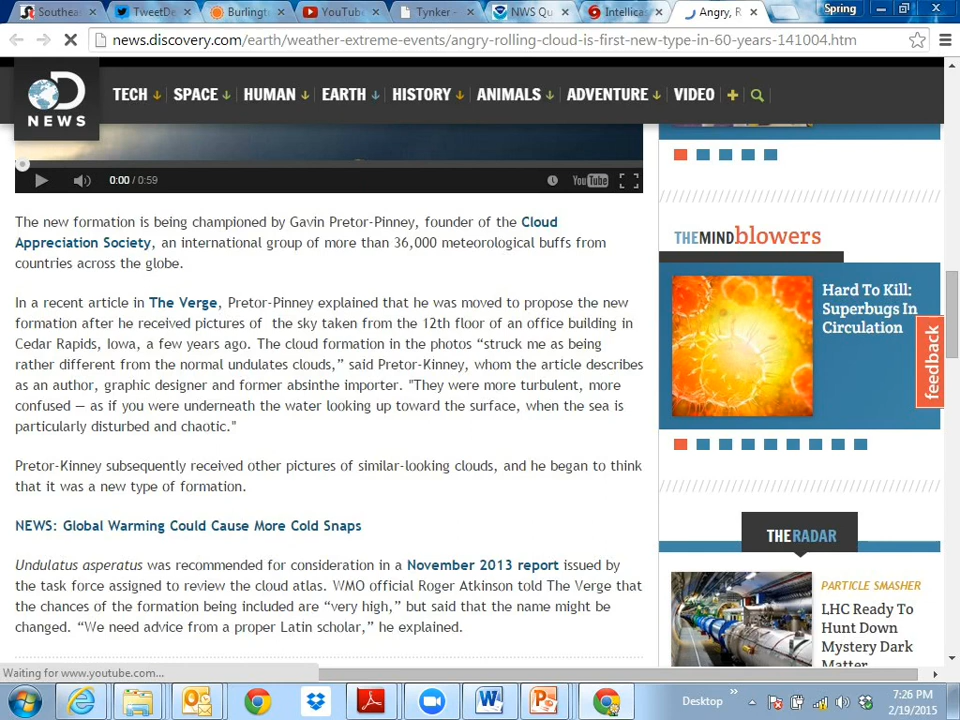 Southea
TweetDe
Burlingt
YouTube
Tynker –
NWS Qu
Intellicas
Angry, R
Spring
news.discovery.com/earth/weather-extreme-events/angry-rolling-cloud-is-first-new-type-in-60-years-141004.htm
D
NEWS
TECH SPACE HUMAN EARTH HISTORY ANIMALS ADVENTURE VIDEO +
0:00 / 0:59
YouTube
The new formation is being championed by Gavin Pretor-Pinney, founder of the Cloud
Appreciation Society, an international group of more than 36,000 meteorological buffs from
countries across the globe.
In a recent article in The Verge, Pretor-Pinney explained that he was moved to propose the new
formation after he received pictures of the sky taken from the 12th floor of an office building in
Cedar Rapids, Iowa, a few years ago. The cloud formation in the photos “struck me as being
rather different from the normal undulates clouds,” said Pretor-Kinney, whom the article describes
as an author, graphic designer and former absinthe importer. "They were more turbulent, more
confused — as if you were underneath the water looking up toward the surface, when the sea is
particularly disturbed and chaotic."
Pretor-Kinney subsequently received other pictures of similar-looking clouds, and he began to think
that it was a new type of formation.
NEWS: Global Warming Could Cause More Cold Snaps
Undulatus asperatus was recommended for consideration in a November 2013 report issued by
the task force assigned to review the cloud atlas. WMO official Roger Atkinson told The Verge that
the chances of the formation being included are “very high,” but said that the name might be
changed. “We need advice from a proper Latin scholar,” he explained.
THEMINDblowers
Hard To Kill:
Superbugs In
Circulation
feedback
THERADAR
PARTICLE SMASHER
LHC Ready To
Hunt Down
Mystery Dark
Matter
Waiting for www.youtube.com...
Desktop
7:26 PM
2/19/2015